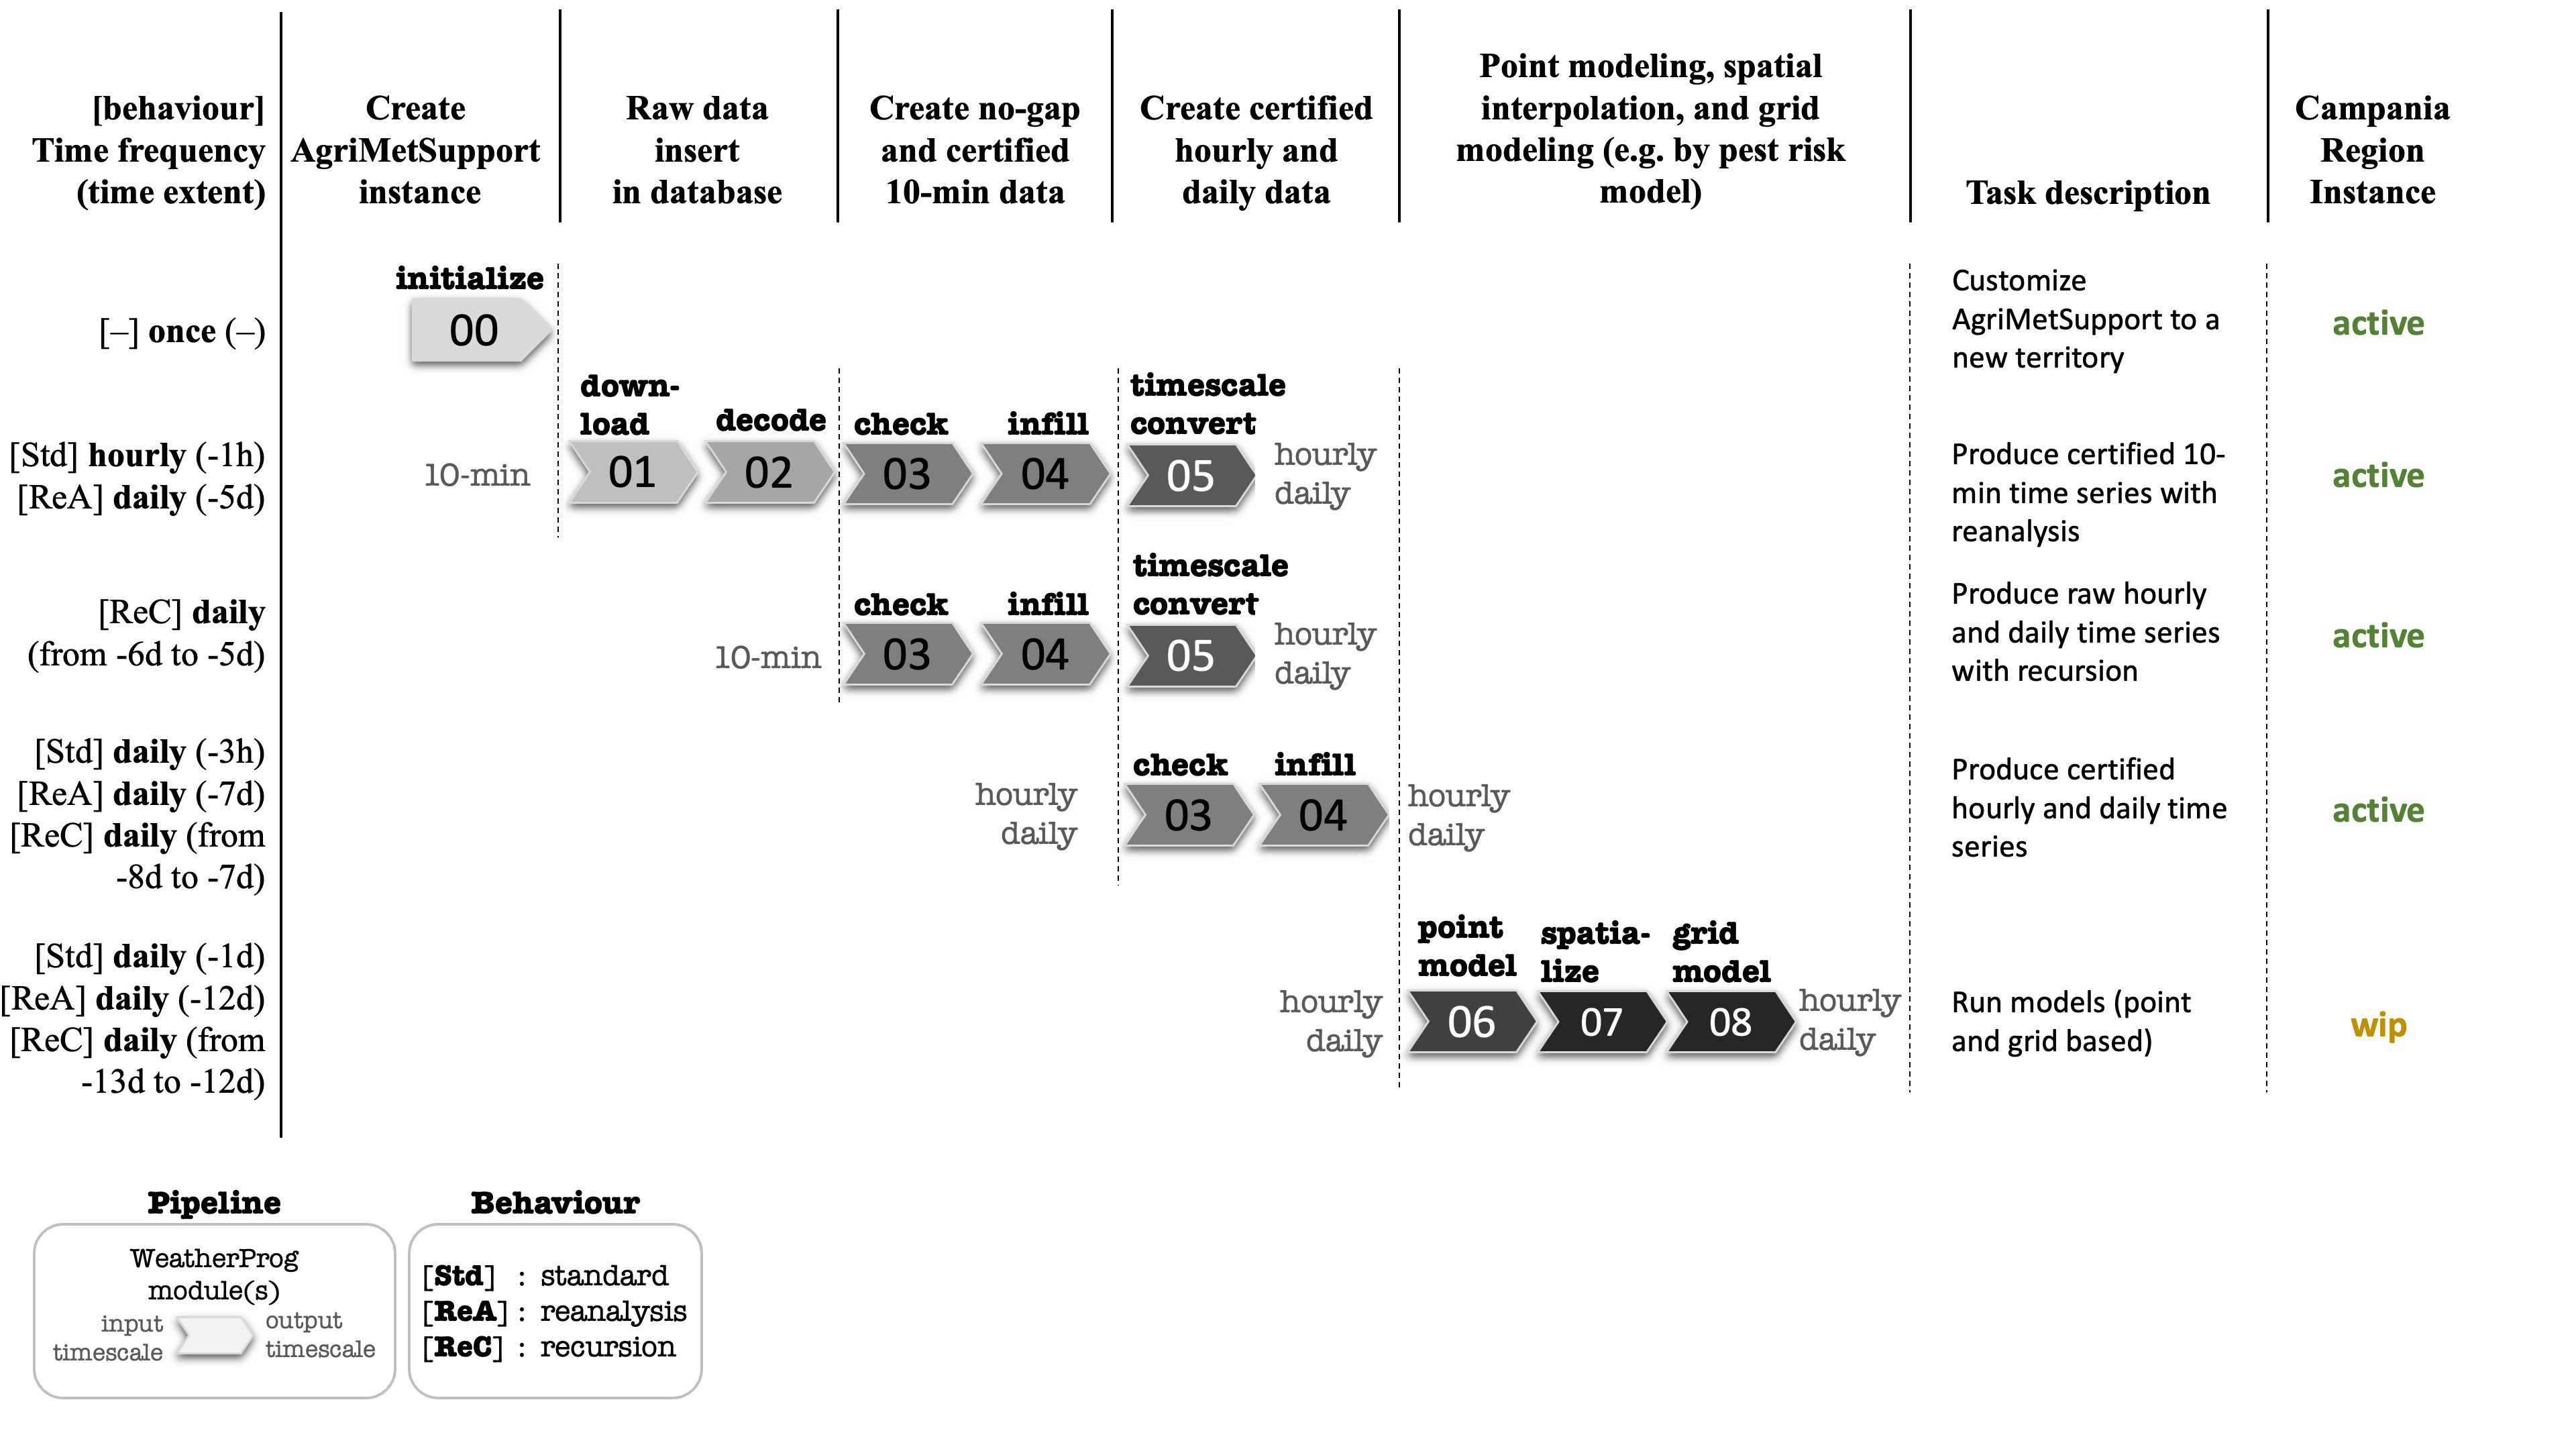 [behaviour]
Time frequency
(time extent)
Create
AgriMetSupport
instance
Raw data
insert
in database
Create no-gap
and certified
10-min data
Create certified
hourly and
daily data
Point modeling, spatial
interpolation, and grid
modeling (e.g. by pest risk
model)
Task description
Campania
Region
Instance
[–] once (–)
initialize
00
Customize
AgriMetSupport to a
new territory
active
[Std] hourly (-1h)
[ReA] daily (-5d)
10-min
down-
load
01
decode
02
check
03
infill
04
timescale
convert
05
hourly
daily
Produce certified 10-
min time series with
reanalysis
active
[ReC] daily
(from -6d to -5d)
10-min
check
03
infill
04
timescale
convert
05
hourly
daily
Produce raw hourly
and daily time series
with recursion
active
[Std] daily (-3h)
[ReA] daily (-7d)
[ReC] daily (from
-8d to -7d)
hourly
daily
check
03
infill
04
hourly
daily
Produce certified
hourly and daily time
series
active
[Std] daily (-1d)
[ReA] daily (-12d)
[ReC] daily (from
-13d to -12d)
hourly
daily
point
model
06
spatia-
lize
07
grid
model
08
hourly
daily
Run models (point
and grid based)
wip
Pipeline
WeatherProg
module(s)
input
timescale
output
timescale
Behaviour
[Std] : standard
[ReA] : reanalysis
[ReC] : recursion